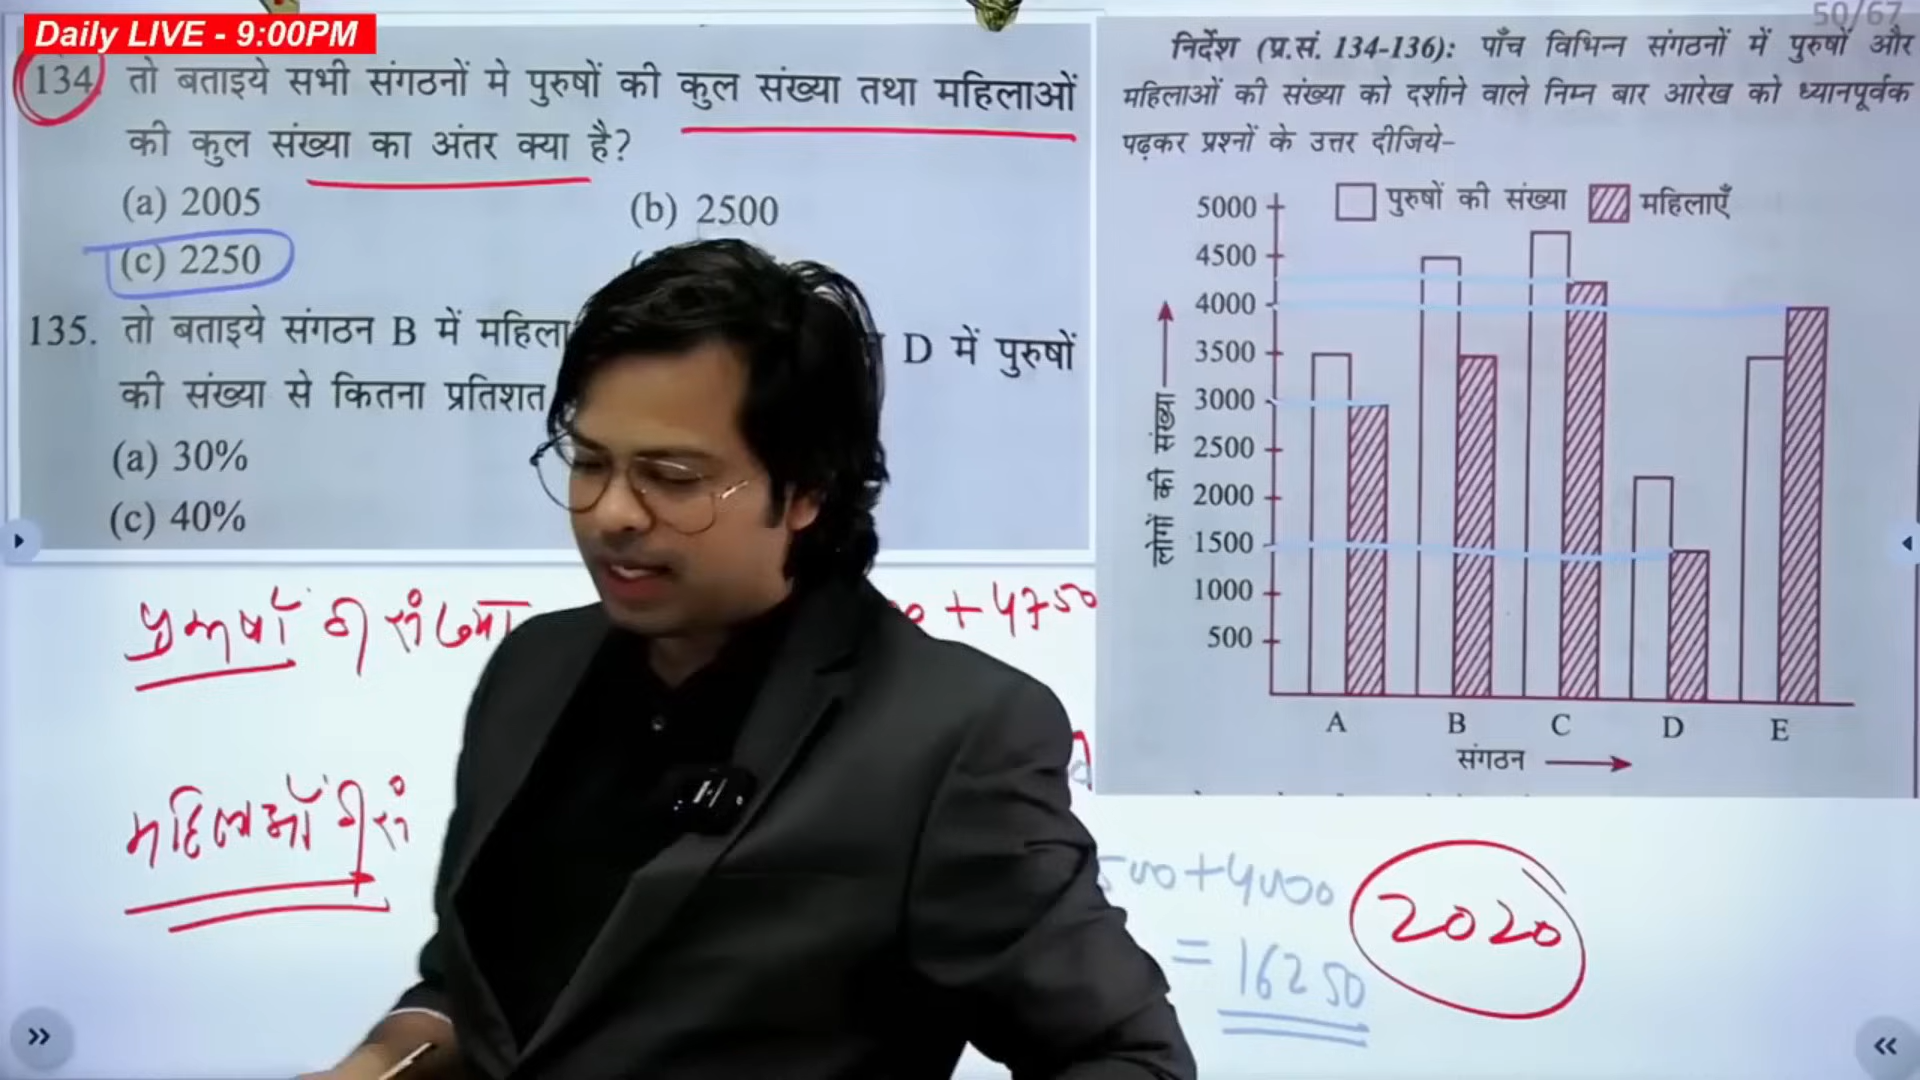 Daily LIVE - 9:00PM
50/67
134 तो बताइये सभी संगठनों मे पुरुषों की कुल संख्या तथा महिलाओं
की कुल संख्या का अंतर क्या है?
(a) 2005
(b) 2500
(c) 2250
135. तो बताइये संगठन B में
D में पुरुषों
की संख्या से कितना प्रतिशत
(a) 30%
(c) 40%
निर्देश (प्र.सं. 134-136): पाँच विभिन्न संगठनों में पुरुषों और
महिलाओं की संख्या को दर्शाने वाले निम्न बार आरेख को ध्यानपूर्वक
पढ़कर प्रश्नों के उत्तर दीजिये-
पुरुषों की संख्या
महिलाएँ
5000
4500
4000
3500
3000
2500
2000
1500
1000
500
लोगों की संख्या
A B C D E
संगठन
पुरुषों की संख्या
+ 4750
महिलाओं की सं
+4000
= 16250
2020